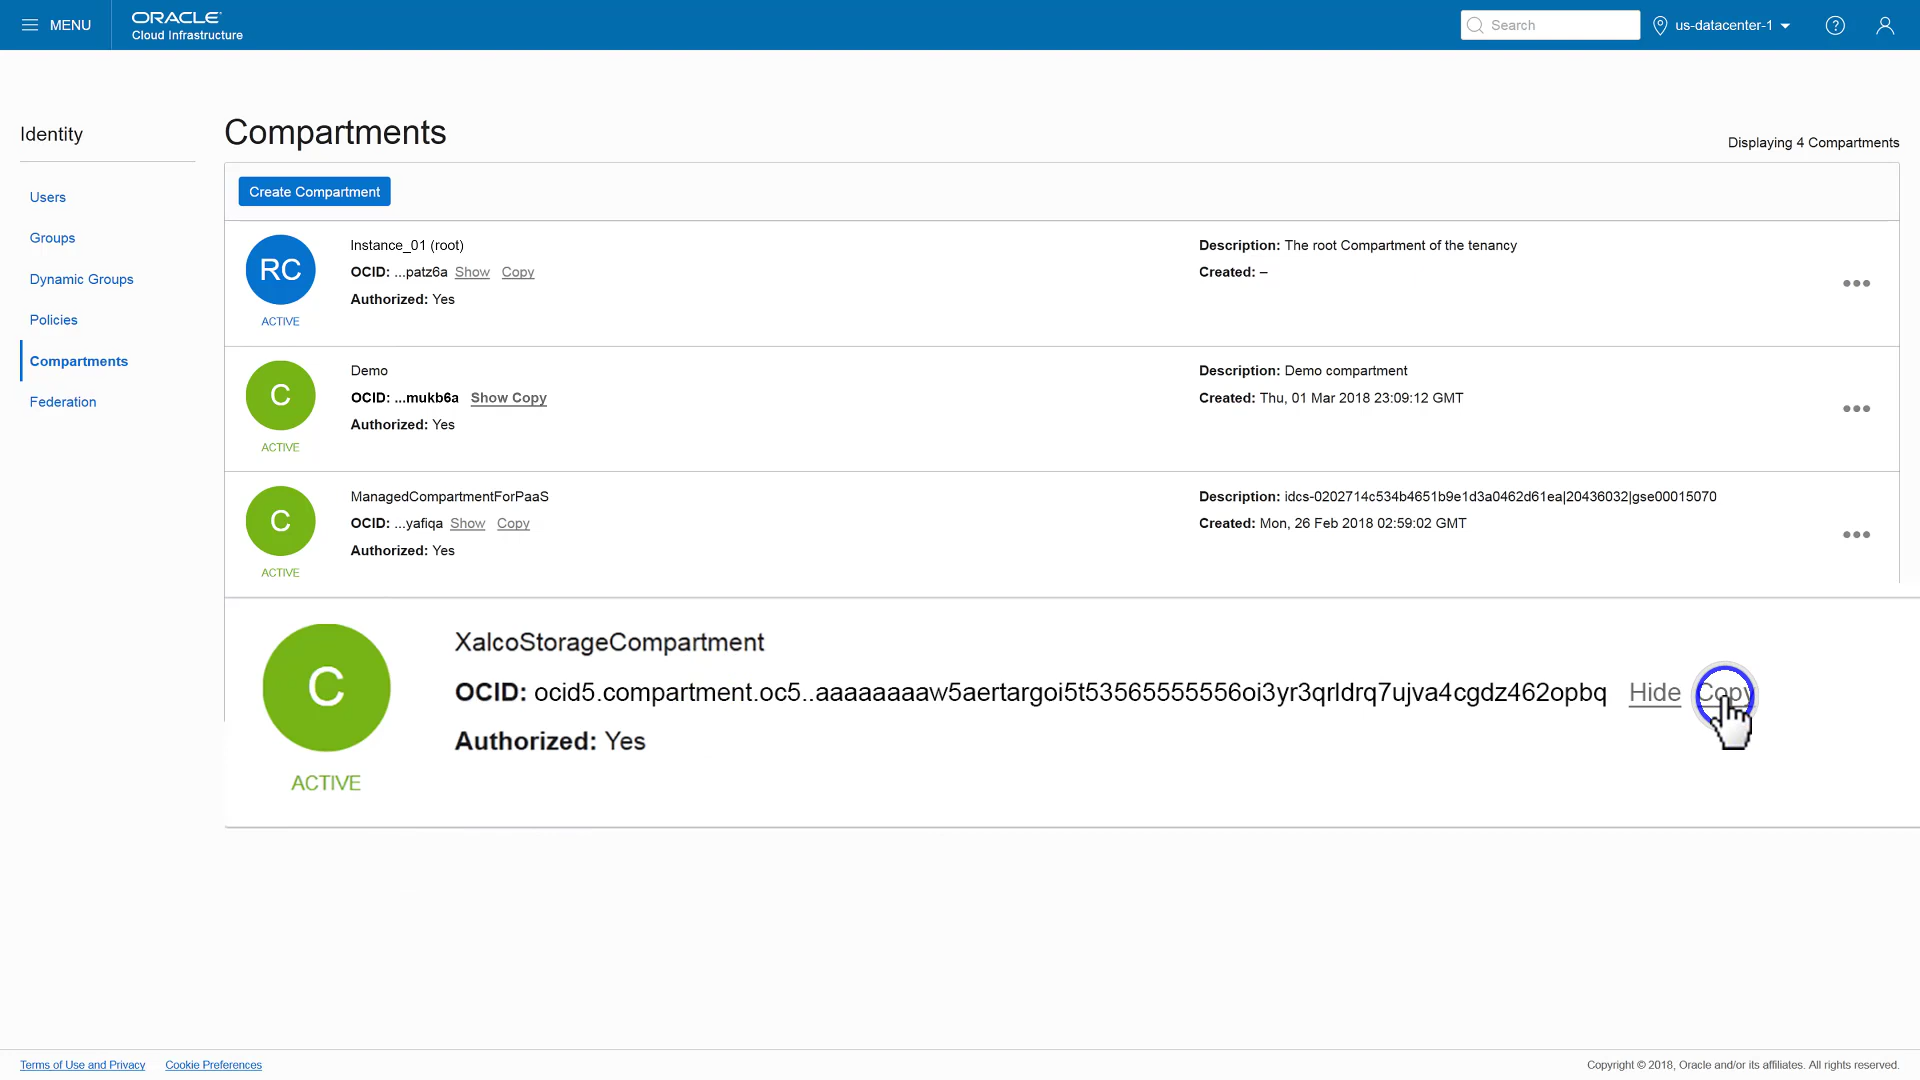 MENU
ORACLE
Cloud Infrastructure
Search
us-datacenter-1
Identity
Users
Groups
Dynamic Groups
Policies
Compartments
Federation
Compartments
Displaying 4 Compartments
Create Compartment
RC
ACTIVE
Instance_01 (root)
OCID: ...patz6a Show Copy
Authorized: Yes
Description: The root Compartment of the tenancy
Created: –
C
ACTIVE
Demo
OCID: ...mukb6a Show Copy
Authorized: Yes
Description: Demo compartment
Created: Thu, 01 Mar 2018 23:09:12 GMT
C
ACTIVE
ManagedCompartmentForPaaS
OCID: ...yafiqa Show Copy
Authorized: Yes
Description: idcs-0202714c534b4651b9e1d3a0462d61ea|20436032|gse00015070
Created: Mon, 26 Feb 2018 02:59:02 GMT
C
ACTIVE
XalcoStorageCompartment
OCID: ocid5.compartment.oc5..aaaaaaaaw5aertargoi5t53565555556oi3yr3qrldrq7ujva4cgdz462opbq Hide Copy
Authorized: Yes
Terms of Use and Privacy Cookie Preferences
Copyright © 2018, Oracle and/or its affiliates. All rights reserved.